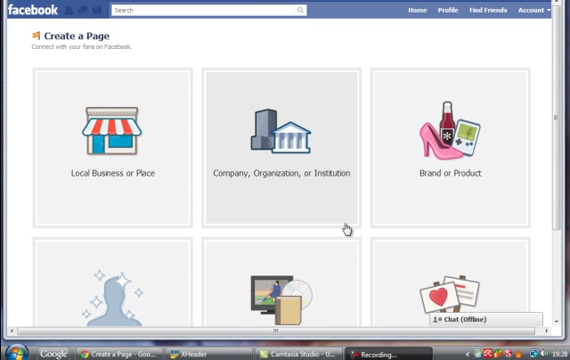 facebook
Search
Home Profile Find Friends Account
Create a Page
Connect with your fans on Facebook.
Local Business or Place
Company, Organization, or Institution
Brand or Product
Chat (Offline)
Google
Create a Page - Goo...
XHeader
Camtasia Studio - U...
Recording...
19:28